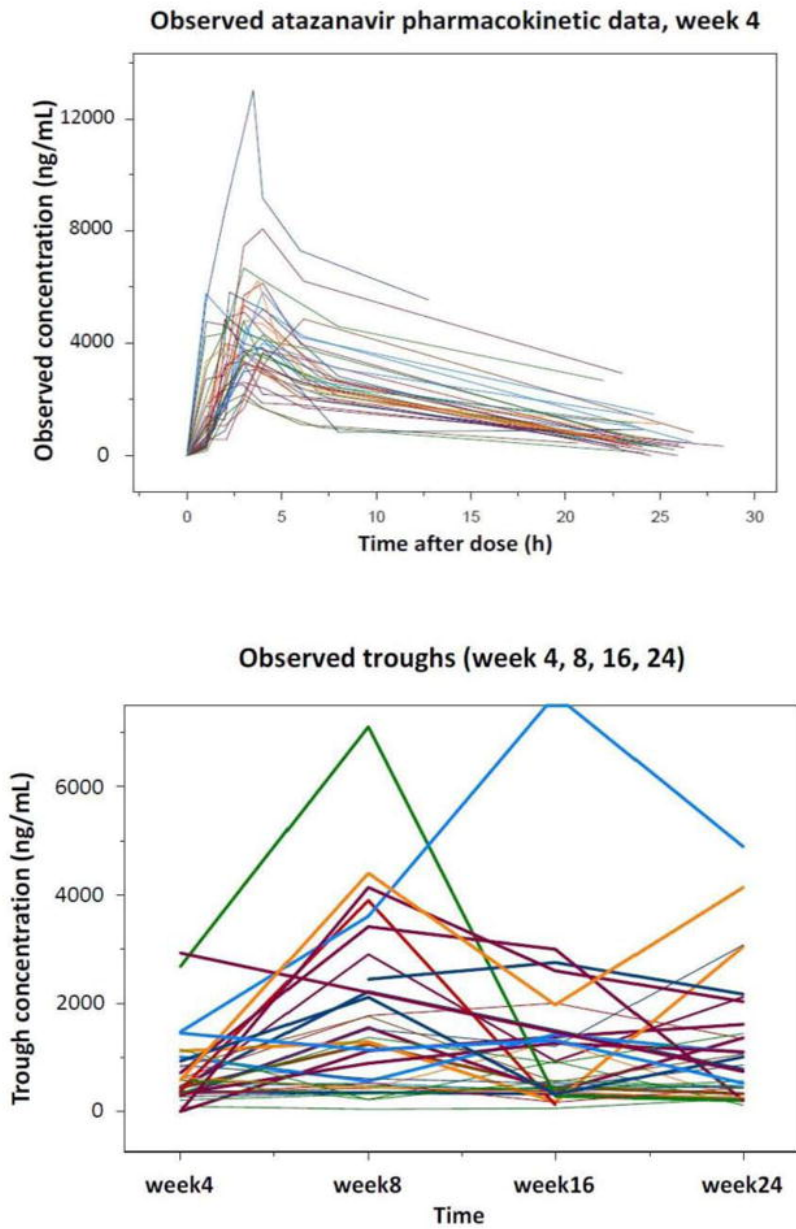 Observed atazanavir pharmacokinetic data, week 4
Observed concentration (ng/mL)
12000
8000
4000
0
0 5 10 15 20 25 30
Time after dose (h)
Observed troughs (week 4, 8, 16, 24)
Trough concentration (ng/mL)
6000
4000
2000
0
week4 week8 week16 week24
Time